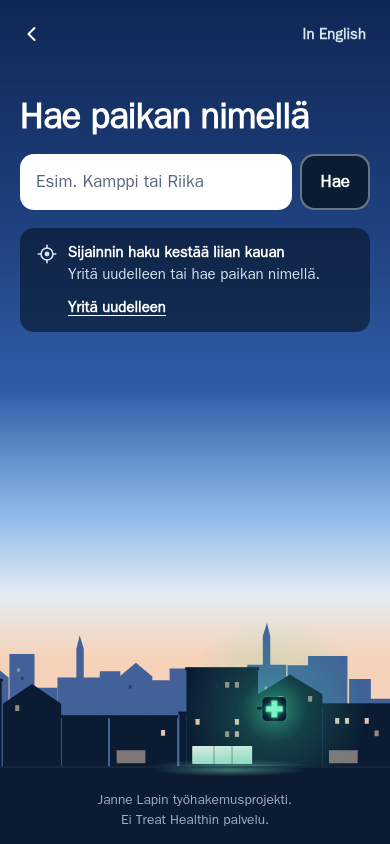 In English
Hae paikan nimellä
Esim. Kamppi tai Riika
Hae
Sijainnin haku kestää liian kauan
Yritä uudelleen tai hae paikan nimellä.
Yritä uudelleen
Janne Lapin työhakemusprojekti.
Ei Treat Healthin palvelu.